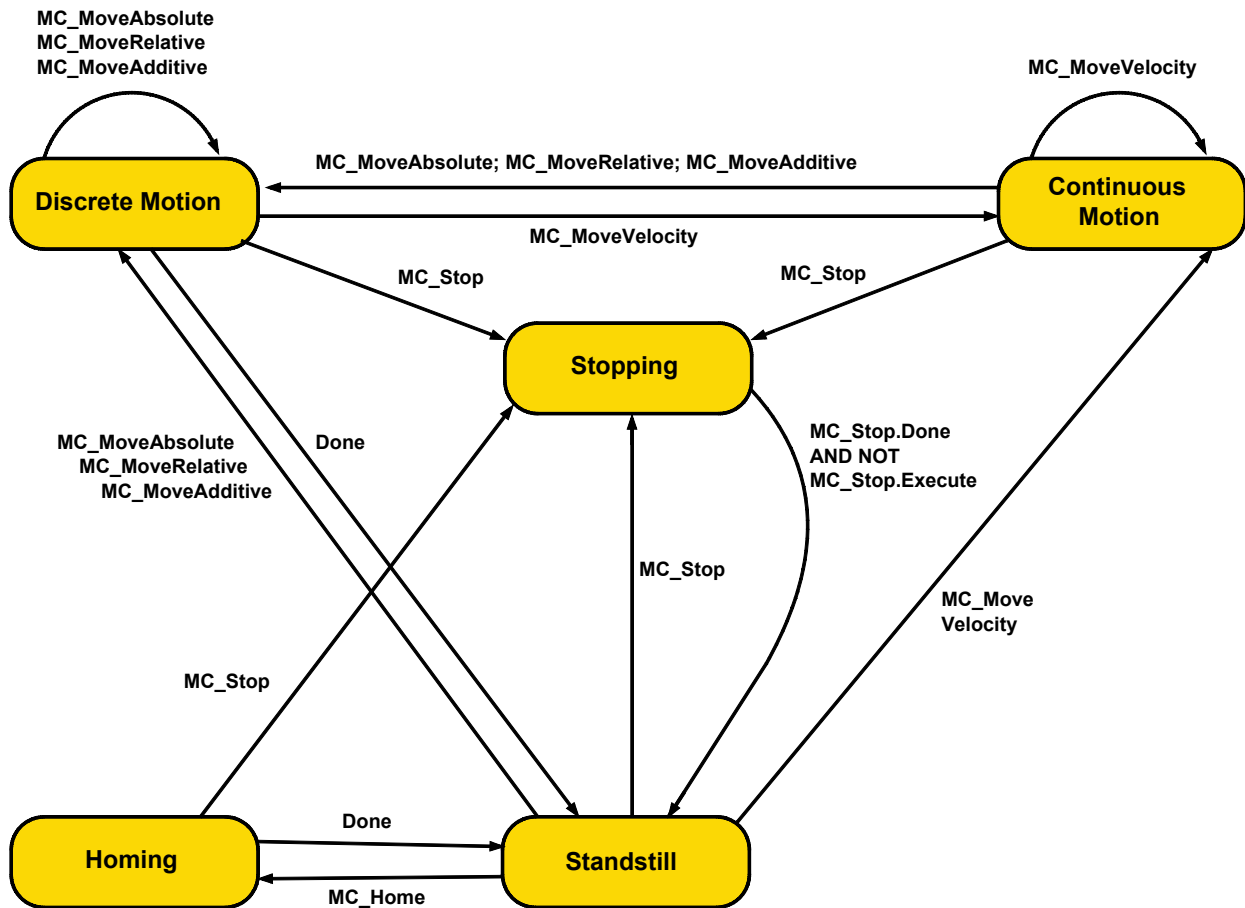 MC_MoveAbsolute
MC_MoveRelative
MC_MoveAdditive
MC_MoveVelocity
MC_MoveAbsolute; MC_MoveRelative; MC_MoveAdditive
Discrete Motion
Continuous
Motion
MC_MoveVelocity
MC_Stop
MC_Stop
Stopping
MC_MoveAbsolute
MC_MoveRelative
MC_MoveAdditive
Done
MC_Stop.Done
AND NOT
MC_Stop.Execute
MC_Stop
MC_Move
Velocity
MC_Stop
Done
Homing
Standstill
MC_Home